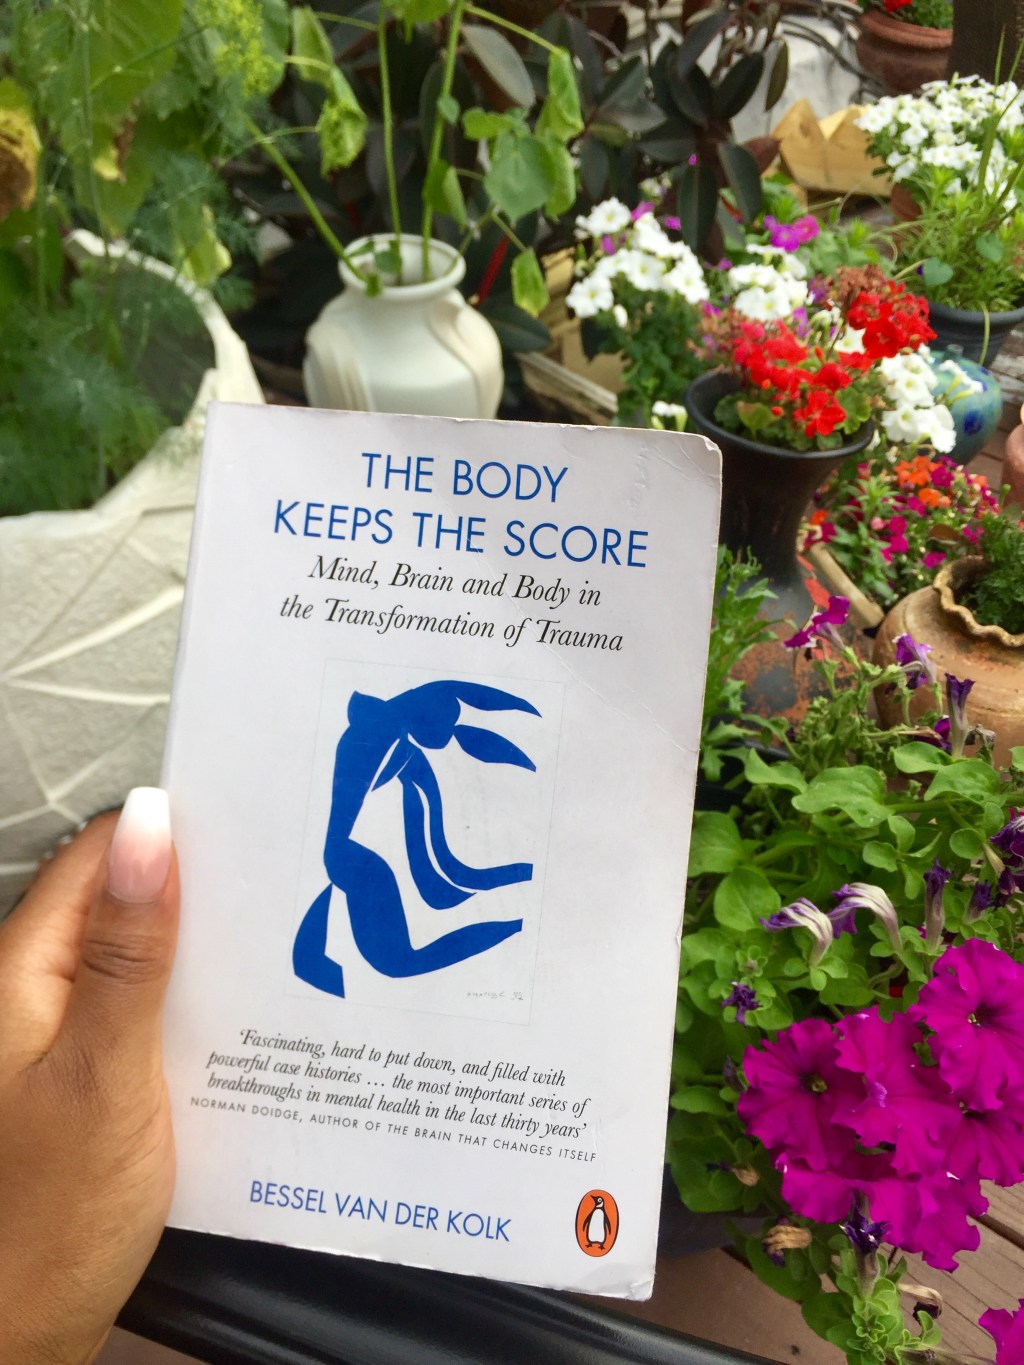 THE BODY
KEEPS THE SCORE
Mind, Brain and Body in
the Transformation of Trauma
‘Fascinating, hard to put down, and filled with
powerful case histories … the most important series of
breakthroughs in mental health in the last thirty years’
NORMAN DOIDGE, AUTHOR OF THE BRAIN THAT CHANGES ITSELF
BESSEL VAN DER KOLK